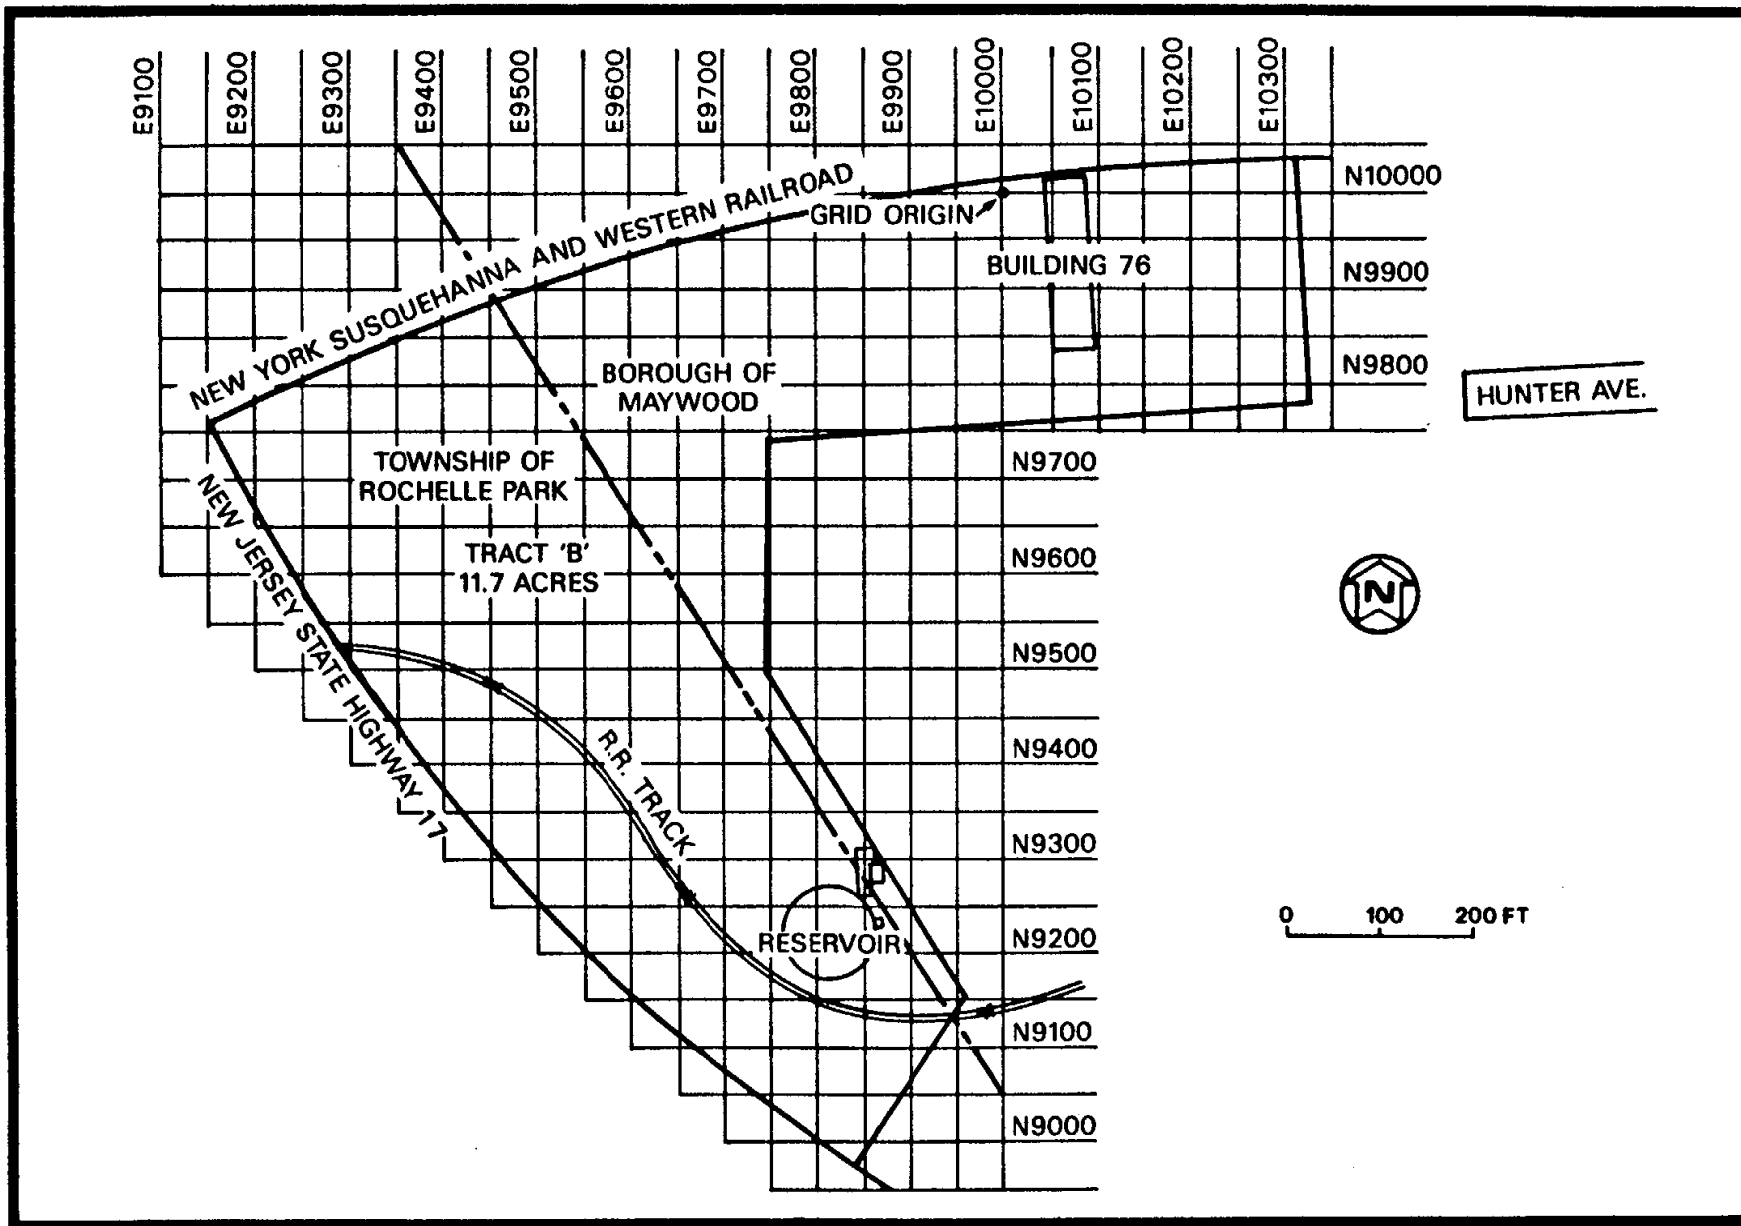 E9100
E9200
E9300
E9400
E9500
E9600
E9700
E9800
E9900
E10000
E10100
E10200
E10300
N10000
NEW YORK SUSQUEHANNA AND WESTERN RAILROAD
GRID ORIGIN
BUILDING 76
N9900
N9800
BOROUGH OF
MAYWOOD
HUNTER AVE.
TOWNSHIP OF
ROCHELLE PARK
N9700
NEW JERSEY STATE HIGHWAY 17
TRACT 'B'
11.7 ACRES
N9600
N
N9500
R.R. TRACK
N9400
N9300
RESERVOIR
N9200
0 100 200 FT
N9100
N9000